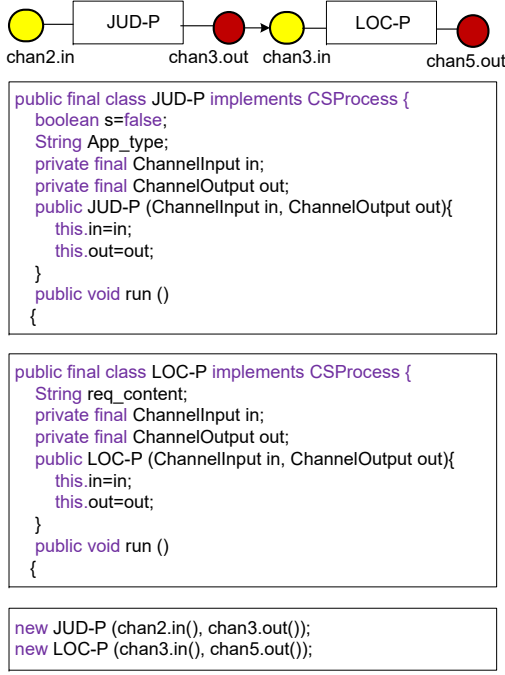 JUD-P LOC-P
chan2.in chan3.out chan3.in chan5.out
public final class JUD-P implements CSProcess {
boolean s=false;
String App_type;
private final ChannelInput in;
private final ChannelOutput out;
public JUD-P (ChannelInput in, ChannelOutput out){
this.in=in;
this.out=out;
}
public void run ()
{
public final class LOC-P implements CSProcess {
String req_content;
private final ChannelInput in;
private final ChannelOutput out;
public LOC-P (ChannelInput in, ChannelOutput out){
this.in=in;
this.out=out;
}
public void run ()
{
new JUD-P (chan2.in(), chan3.out());
new LOC-P (chan3.in(), chan5.out());